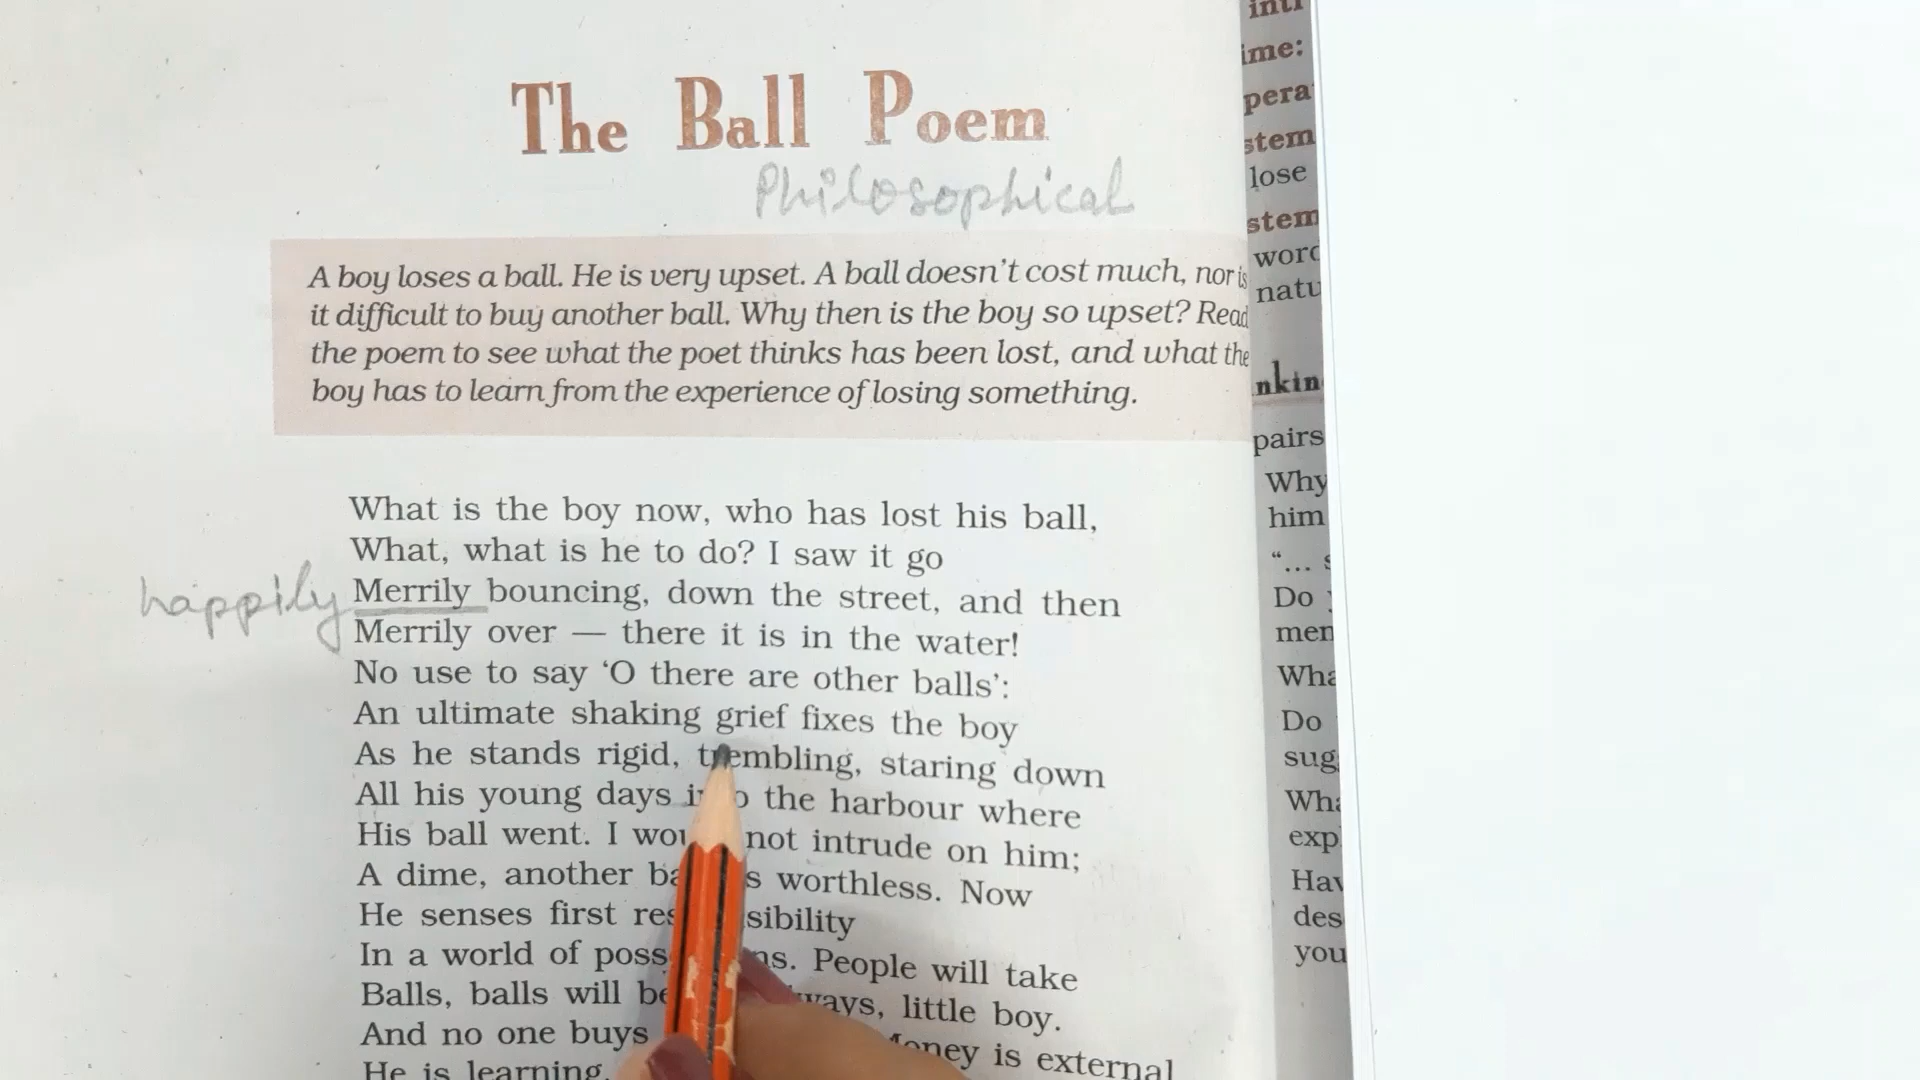 The Ball Poem
Philosophical
A boy loses a ball. He is very upset. A ball doesn't cost much, nor is
it difficult to buy another ball. Why then is the boy so upset? Read
the poem to see what the poet thinks has been lost, and what the
boy has to learn from the experience of losing something.
What is the boy now, who has lost his ball,
What, what is he to do? I saw it go
happily Merrily bouncing, down the street, and then
Merrily over — there it is in the water!
No use to say ‘O there are other balls’:
An ultimate shaking grief fixes the boy
As he stands rigid, trembling, staring down
All his young days the harbour where
His ball went. I not intrude on him;
A dime, another worthless. Now
He senses first
In a world of People will take
Balls, balls will little boy.
And no one buys Money is external
He is learning,
ime:
lose
pairs
Why
him
“...
Do
Do
you